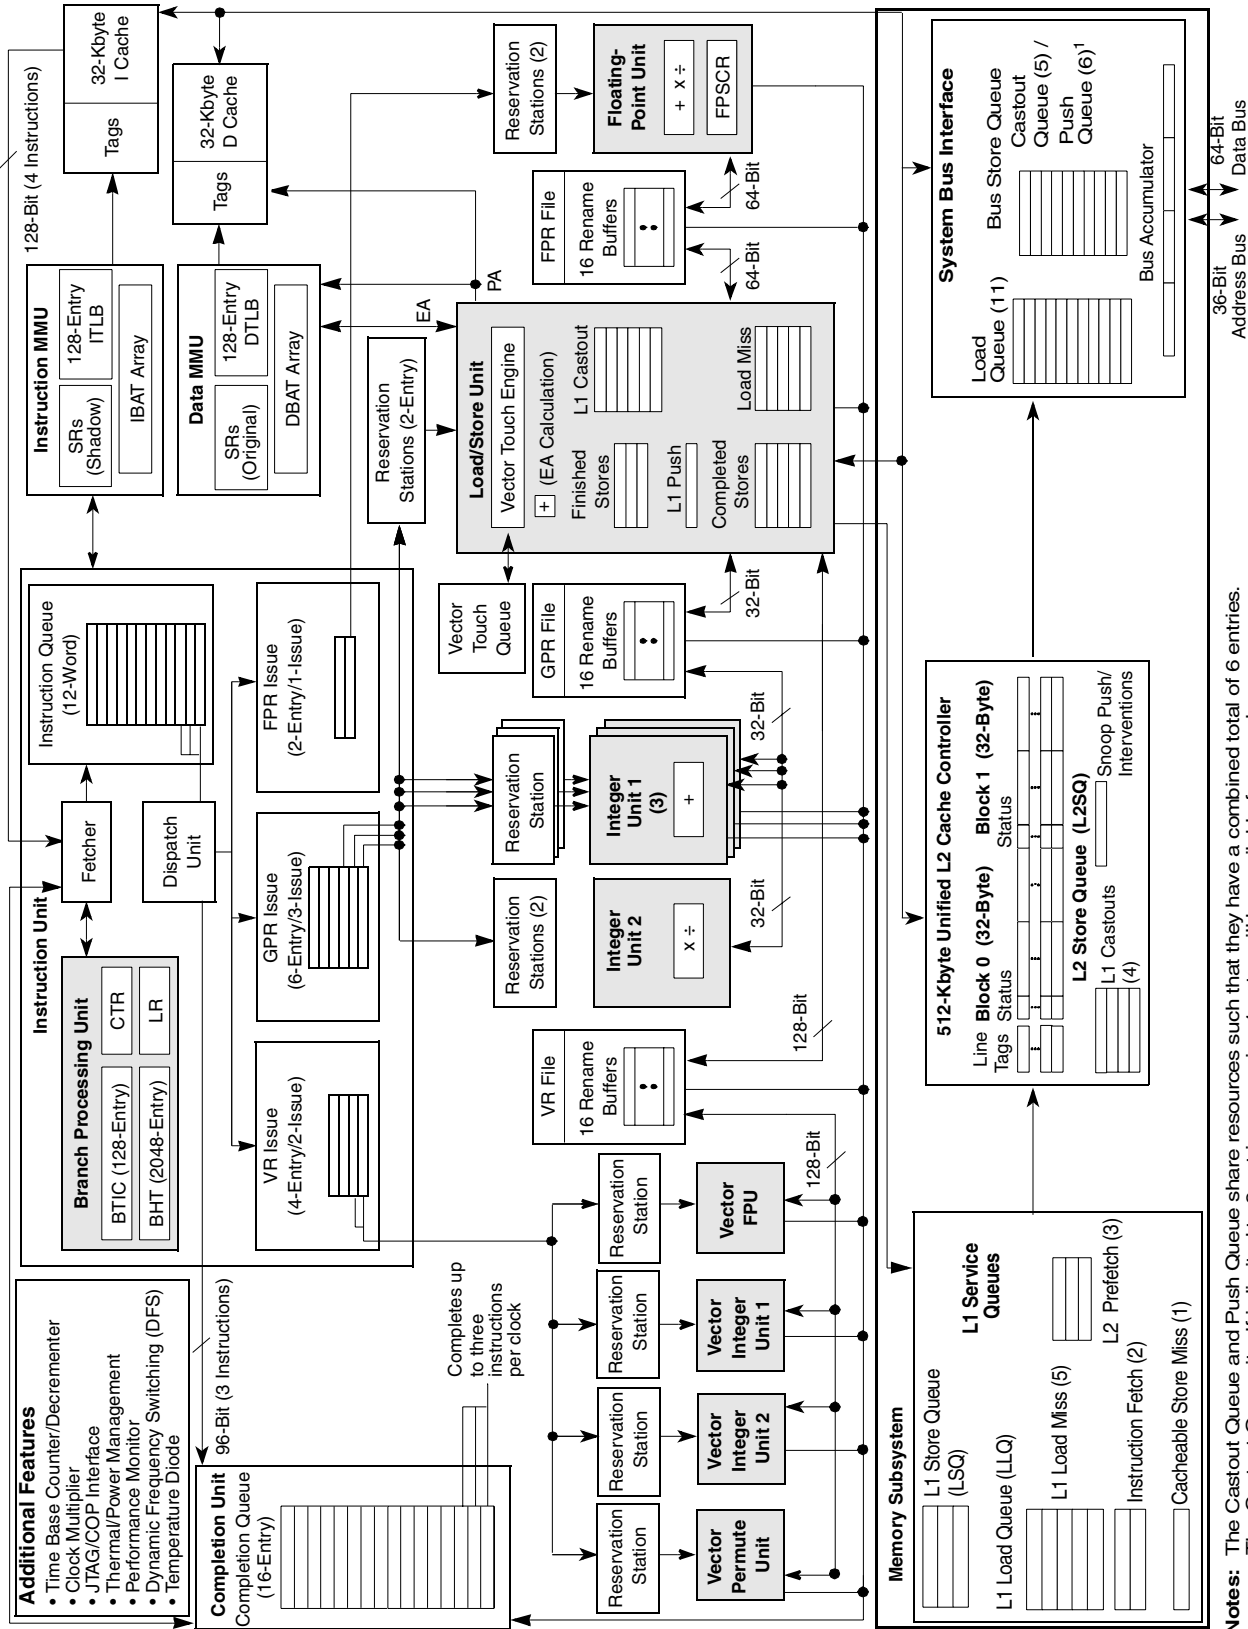 Additional Features
• Time Base Counter/Decrementer
• Clock Multiplier
• JTAG/COP Interface
• Thermal/Power Management
• Performance Monitor
• Dynamic Frequency Switching (DFS)
• Temperature Diode
Instruction Unit
Branch Processing Unit
BTIC (128-Entry)
CTR
BHT (2048-Entry)
LR
Fetcher
Instruction Queue
(12-Word)
Dispatch
Unit
128-Bit (4 Instructions)
Instruction MMU
SRs
(Shadow)
128-Entry
ITLB
IBAT Array
Tags
32-Kbyte
I Cache
Data MMU
SRs
(Original)
128-Entry
DTLB
DBAT Array
Tags
32-Kbyte
D Cache
96-Bit (3 Instructions)
VR Issue
(4-Entry/2-Issue)
GPR Issue
(6-Entry/3-Issue)
FPR Issue
(2-Entry/1-Issue)
EA
PA
Completion Unit
Completion Queue
(16-Entry)
Completes up
to three
instructions
per clock
Reservation
Stations (2-Entry)
Vector
Touch
Queue
Load/Store Unit
Vector Touch Engine
+
(EA Calculation)
Finished
Stores
L1 Castout
L1 Push
Completed
Stores
Load Miss
Reservation
Stations (2)
Reservation
Station
Reservation
Stations (2)
VR File
16 Rename
Buffers
Integer
Unit 2
x ÷
Integer
Unit 1
(3)
+
GPR File
16 Rename
Buffers
FPR File
16 Rename
Buffers
Floating-
Point Unit
+ x ÷
FPSCR
32-Bit
32-Bit
32-Bit
64-Bit
64-Bit
128-Bit
128-Bit
Reservation
Station
Reservation
Station
Reservation
Station
Reservation
Station
Vector
Permute
Unit
Vector
Integer
Unit 2
Vector
Integer
Unit 1
Vector
FPU
Memory Subsystem
L1 Store Queue
(LSQ)
L1 Service
Queues
L1 Load Queue (LLQ)
L1 Load Miss (5)
L2 Prefetch (3)
Instruction Fetch (2)
Cacheable Store Miss (1)
512-Kbyte Unified L2 Cache Controller
Line
Tags
Block 0 (32-Byte)
Status
Block 1 (32-Byte)
Status
L2 Store Queue (L2SQ)
L1 Castouts
(4)
Snoop Push/
Interventions
System Bus Interface
Load
Queue (11)
Bus Store Queue
Castout
Queue (5) /
Push
Queue (6)1
Bus Accumulator
36-Bit
Address Bus
64-Bit
Data Bus
Notes: The Castout Queue and Push Queue share resources such that they have a combined total of 6 entries.